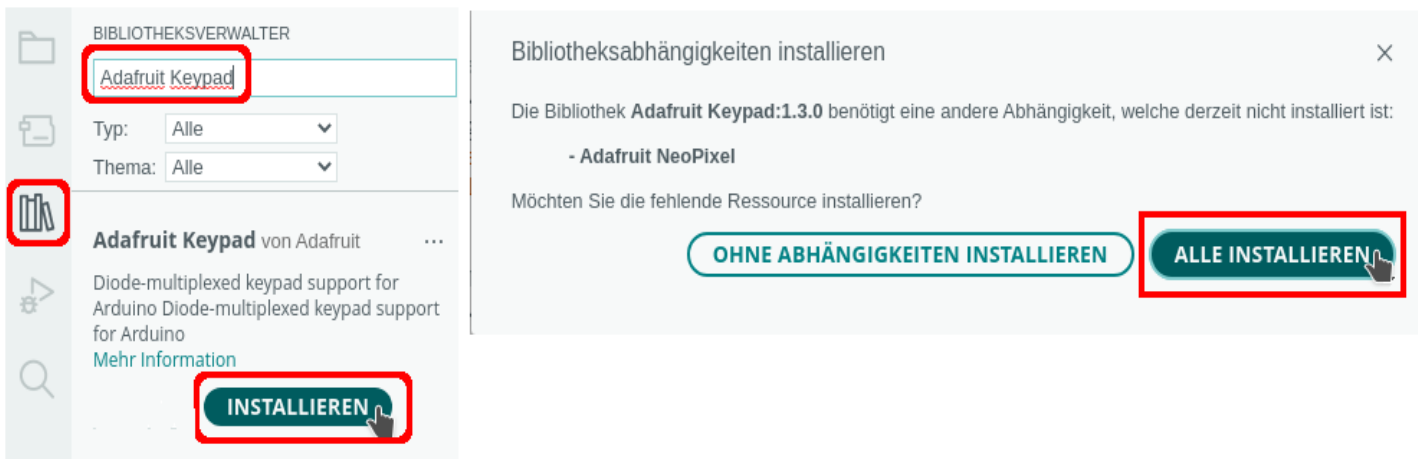 BIBLIOTHEKSVERWALTER
Adafruit Keypad
Typ: Alle
Thema: Alle
Adafruit Keypad von Adafruit ...
Diode-multiplexed keypad support for
Arduino Diode-multiplexed keypad support
for Arduino
Mehr Information
INSTALLIEREN
Bibliotheksabhängigkeiten installieren
Die Bibliothek Adafruit Keypad:1.3.0 benötigt eine andere Abhängigkeit, welche derzeit nicht installiert ist:
- Adafruit NeoPixel
Möchten Sie die fehlende Ressource installieren?
OHNE ABHÄNGIGKEITEN INSTALLIEREN
ALLE INSTALLIEREN